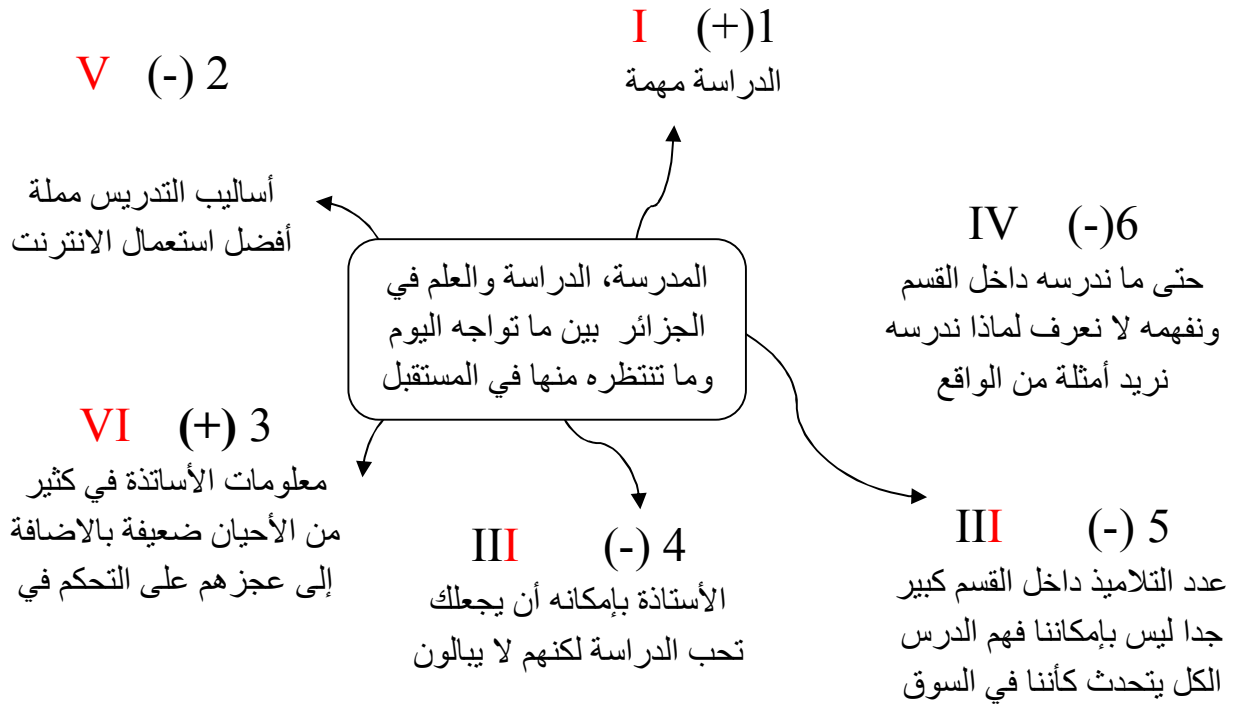 I (+)1
الدراسة مهمة
V (-) 2
أساليب التدريس مملة
أفضل استعمال الانترنت
المدرسة، الدراسة والعلم في
الجزائر بين ما تواجه اليوم
وما تنتظره منها في المستقبل
VI (+) 3
معلومات الأساتذة في كثير
من الأحيان ضعيفة بالاضافة
إلى عجزهم على التحكم في
III (-) 4
الأستاذة بإمكانه أن يجعلك
تحب الدراسة لكنهم لا يبالون
III (-) 5
عدد التلاميذ داخل القسم كبير
جدا ليس بإمكاننا فهم الدرس
الكل يتحدث كأننا في السوق
IV (-)6
حتى ما ندرسه داخل القسم
ونفهمه لا نعرف لماذا ندرسه
نريد أمثلة من الواقع